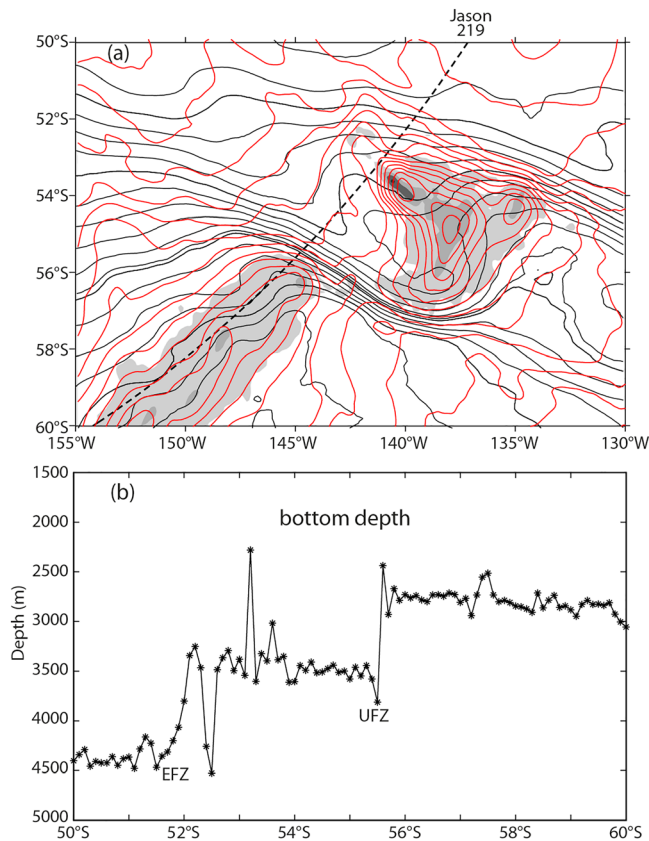 Jason
219
50°S
(a)
52°S
54°S
56°S
58°S
60°S
155°W
150°W
145°W
140°W
135°W
130°W
1500
(b)
2000
bottom depth
2500
3000
Depth (m)
3500
4000
UFZ
4500
EFZ
5000
50°S
52°S
54°S
56°S
58°S
60°S